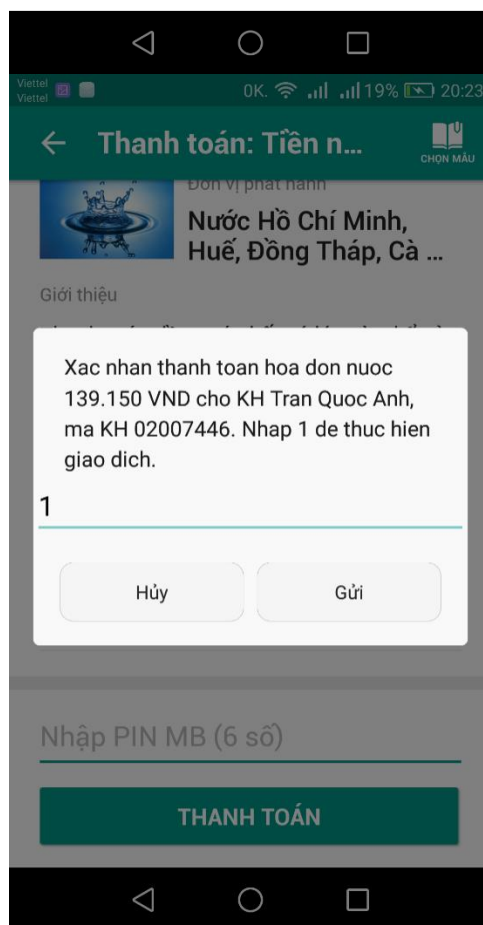 Viettel
Viettel
0K. 19% 20:23
Thanh toán: Tiền n...
CHỌN MẪU
Đơn vị phát hành
Nước Hồ Chí Minh,
Huế, Đồng Tháp, Cà ...
Giới thiệu
Xac nhan thanh toan hoa don nuoc
139.150 VND cho KH Tran Quoc Anh,
ma KH 02007446. Nhap 1 de thuc hien
giao dich.
1
Hủy
Gửi
Nhập PIN MB (6 số)
THANH TOÁN